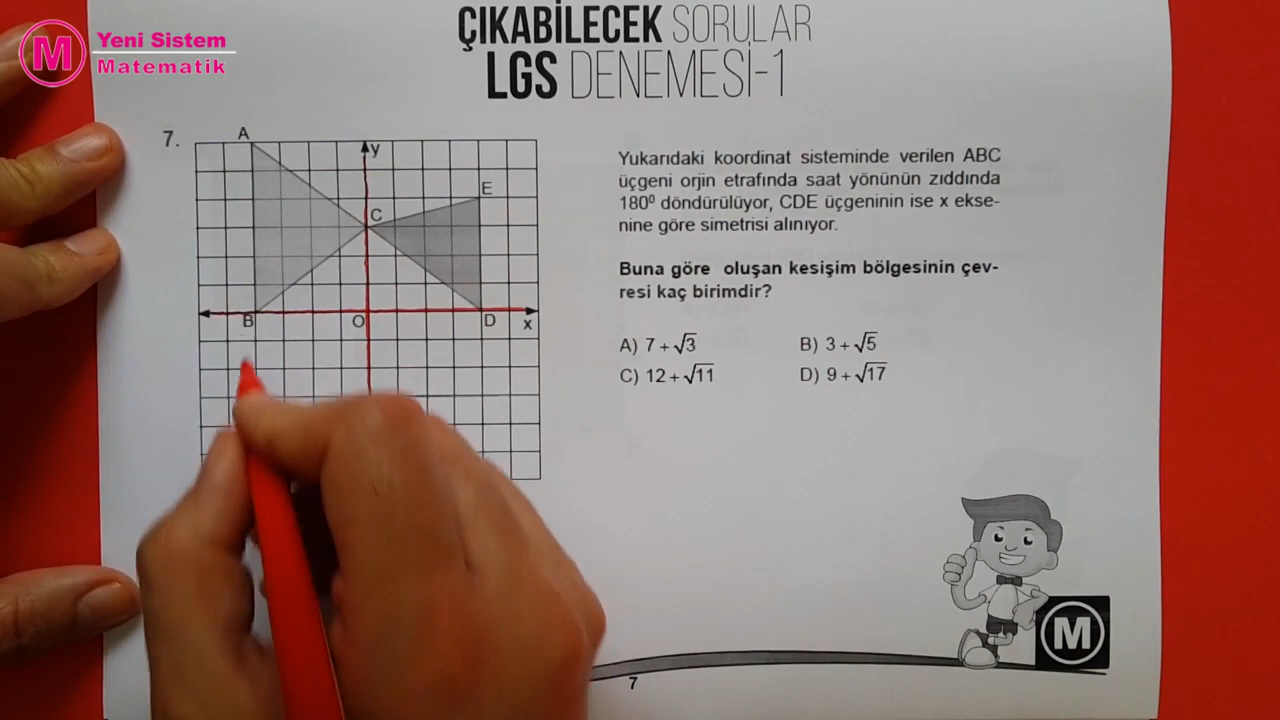 M Yeni Sistem
Matematik
ÇIKABİLECEK SORULAR
LGS DENEMESİ-1
7.
A
y
E
C
B
O
D
x
Yukarıdaki koordinat sisteminde verilen ABC
üçgeni orjin etrafında saat yönünün zıddında
180⁰ döndürülüyor, CDE üçgeninin ise x ekse-
nine göre simetrisi alınıyor.
Buna göre oluşan kesişim bölgesinin çev-
resi kaç birimdir?
A) 7 + √3 B) 3 + √5
C) 12 + √11 D) 9 + √17
M
7